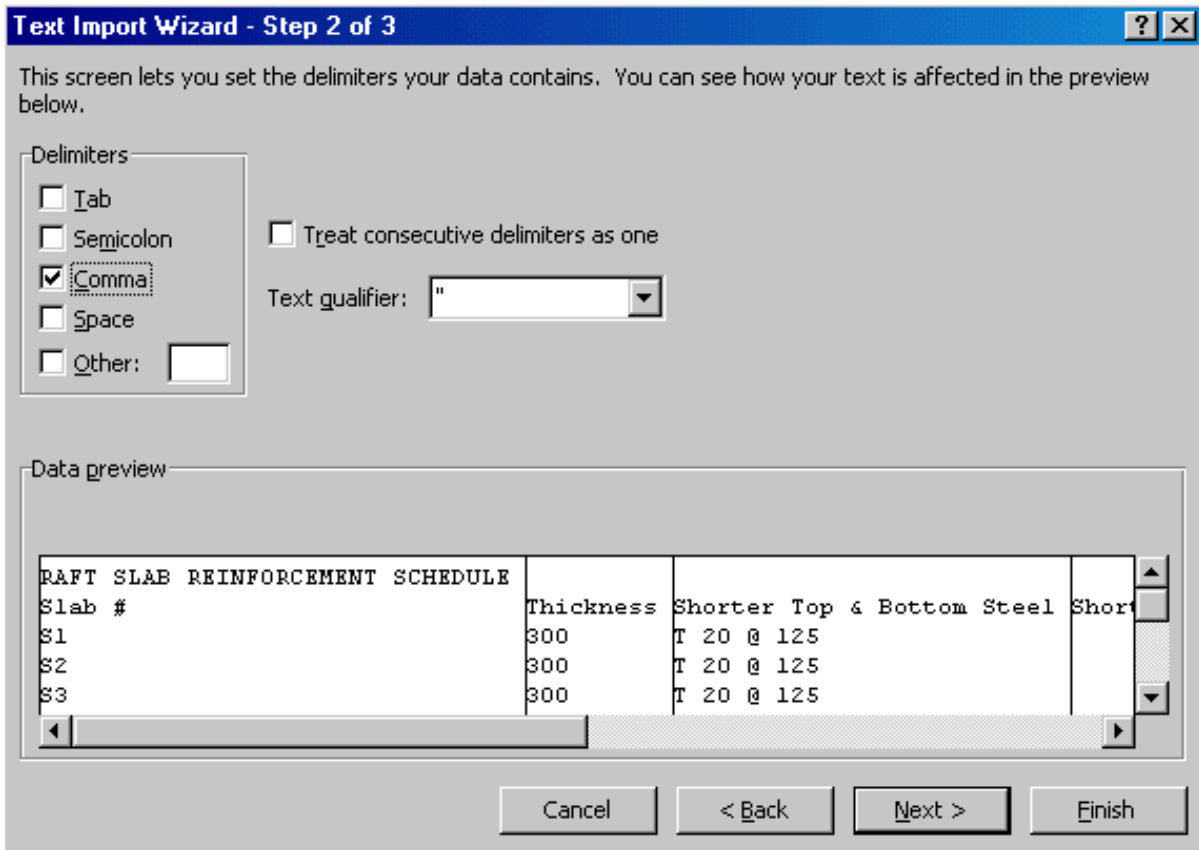 Text Import Wizard - Step 2 of 3
This screen lets you set the delimiters your data contains.  You can see how your text is affected in the preview
below.
Delimiters
Tab
Semicolon
Comma
Space
Other:
Treat consecutive delimiters as one
Text qualifier: "
Data preview
RAFT SLAB REINFORCEMENT SCHEDULE
Slab # Thickness Shorter Top & Bottom Steel Short
S1 300 T 20 @ 125
S2 300 T 20 @ 125
S3 300 T 20 @ 125
Cancel < Back Next > Finish